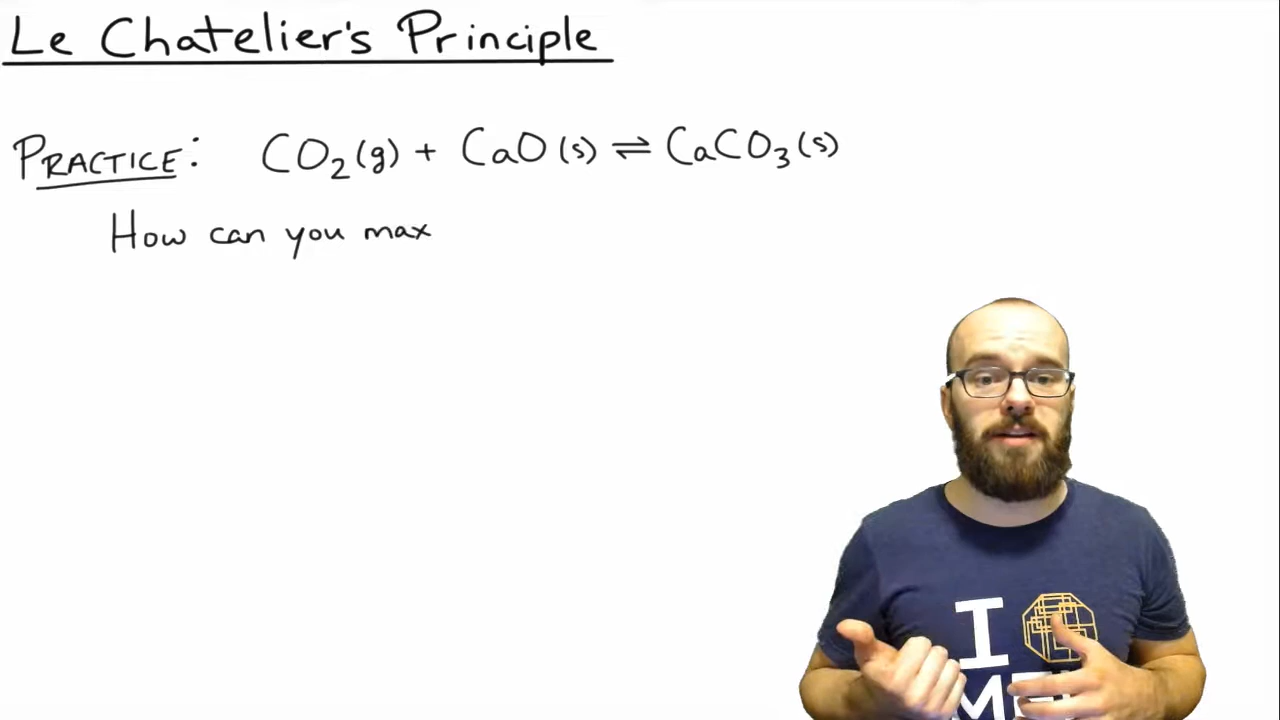 Le Chatelier's Principle
PRACTICE: CO₂(g) + CaO(s) ⇌ CaCO₃(s)
How can you max
I